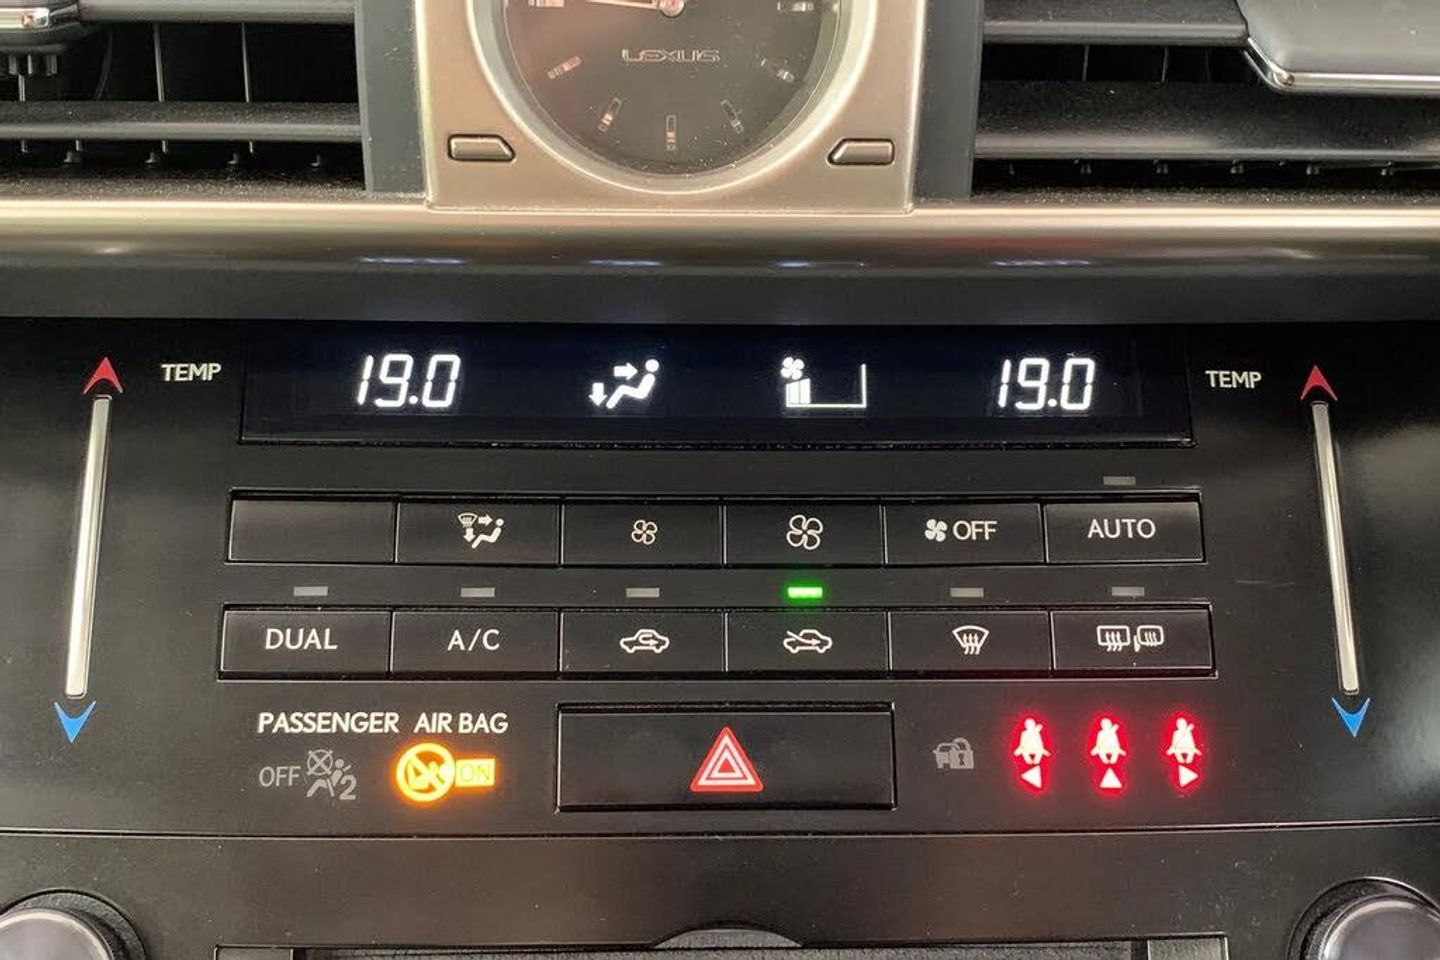 LEXUS
TEMP 19.0 19.0 TEMP
OFF AUTO
DUAL A/C
PASSENGER AIR BAG
OFF 2 ON